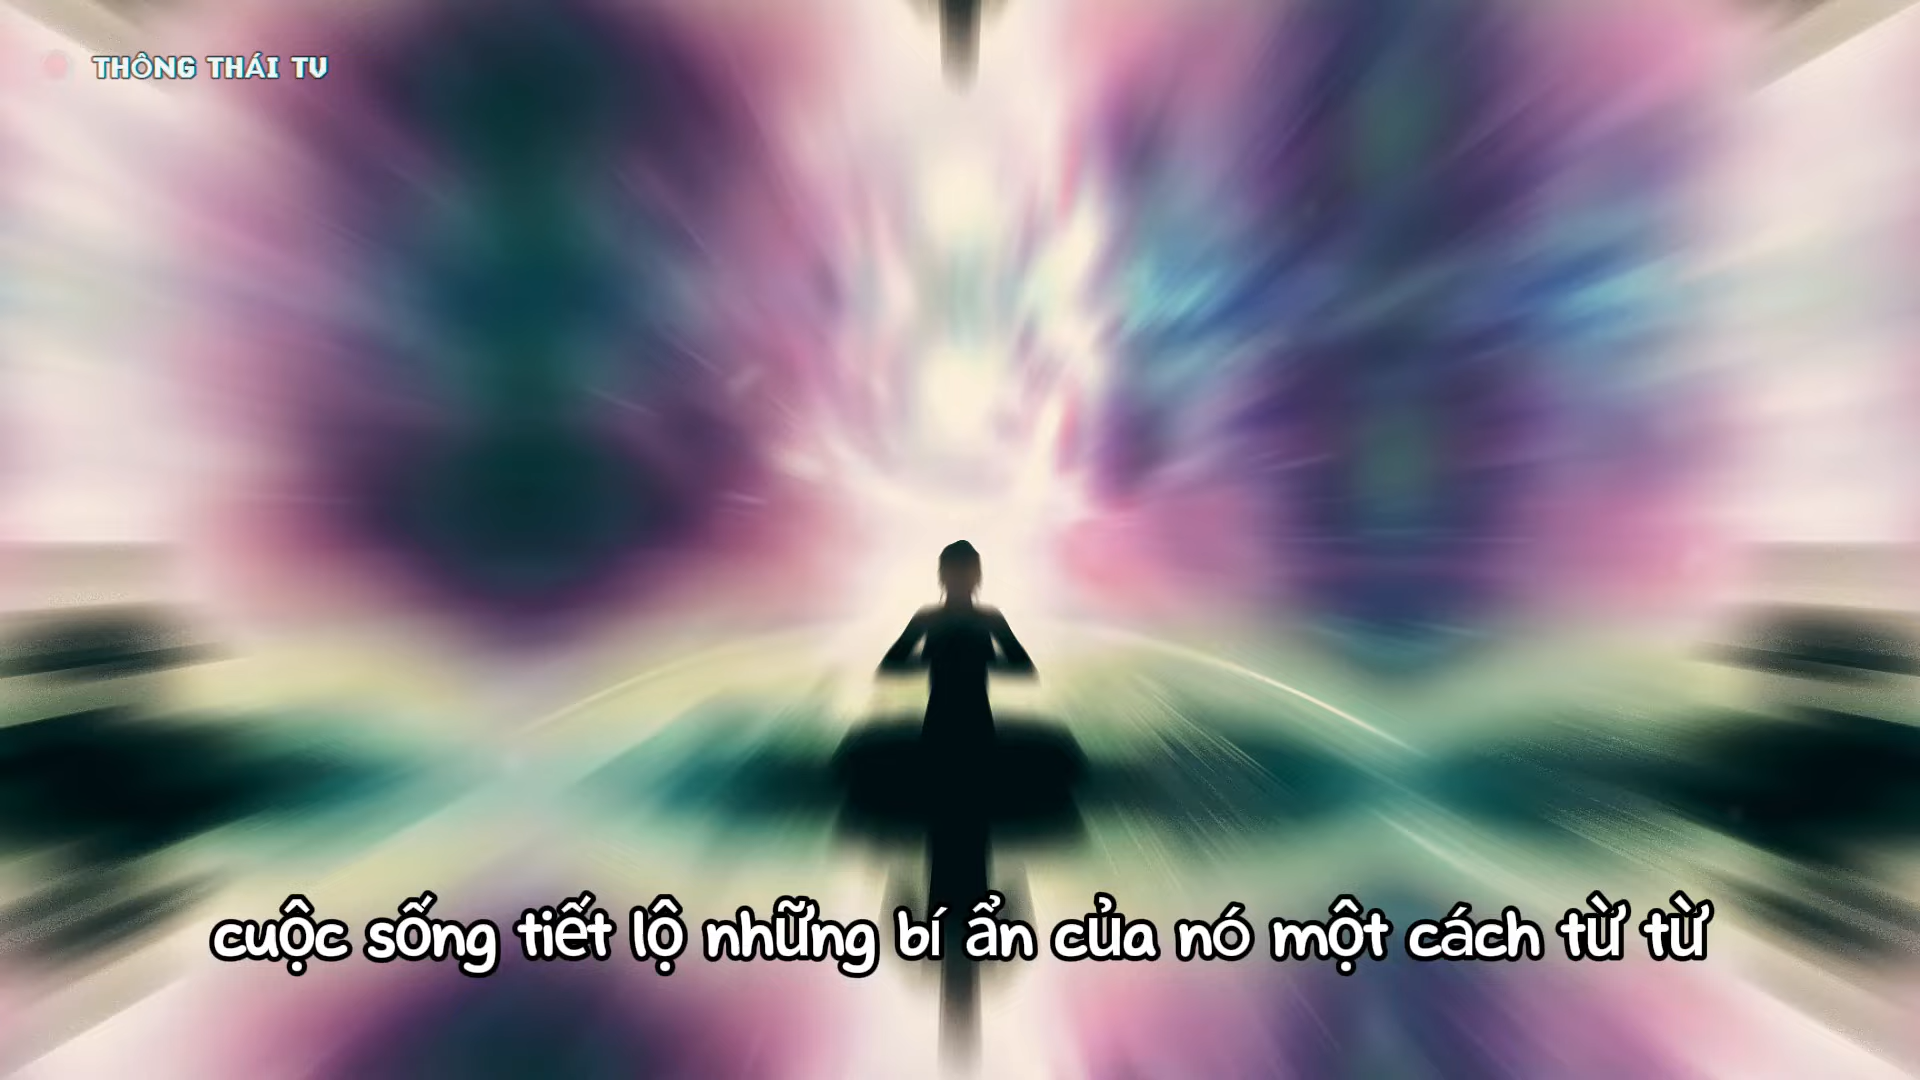 THÔNG THÁI TV
cuộc sống tiết lộ những bí ẩn của nó một cách từ từ